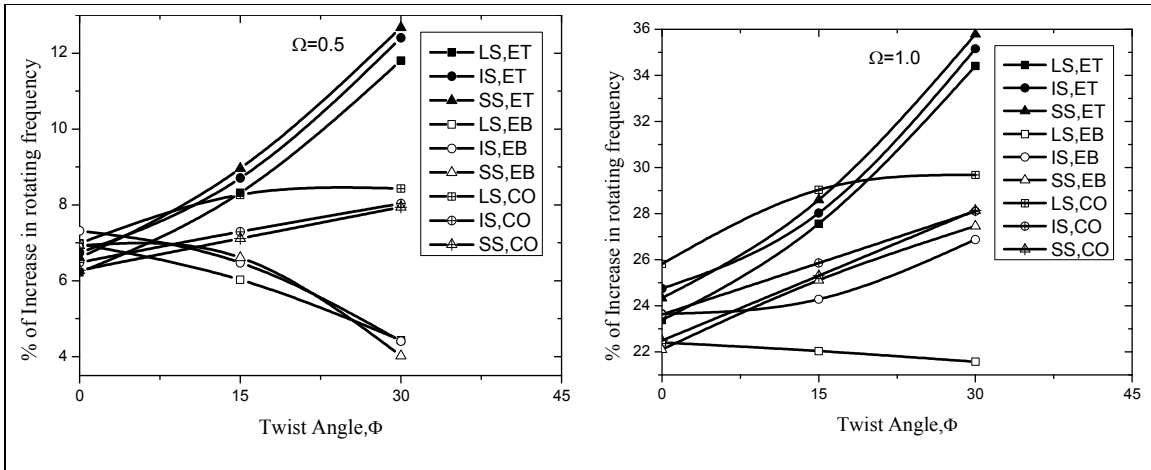 Ω=0.5
% of Increase in rotating frequency
12
10
8
6
4
0
15
30
45
Twist Angle,Φ
LS,ET
IS,ET
SS,ET
LS,EB
IS,EB
SS,EB
LS,CO
IS,CO
SS,CO
Ω=1.0
% of Increase in rotating frequency
36
34
32
30
28
26
24
22
0
15
30
45
Twist Angle,Φ
LS,ET
IS,ET
SS,ET
LS,EB
IS,EB
SS,EB
LS,CO
IS,CO
SS,CO